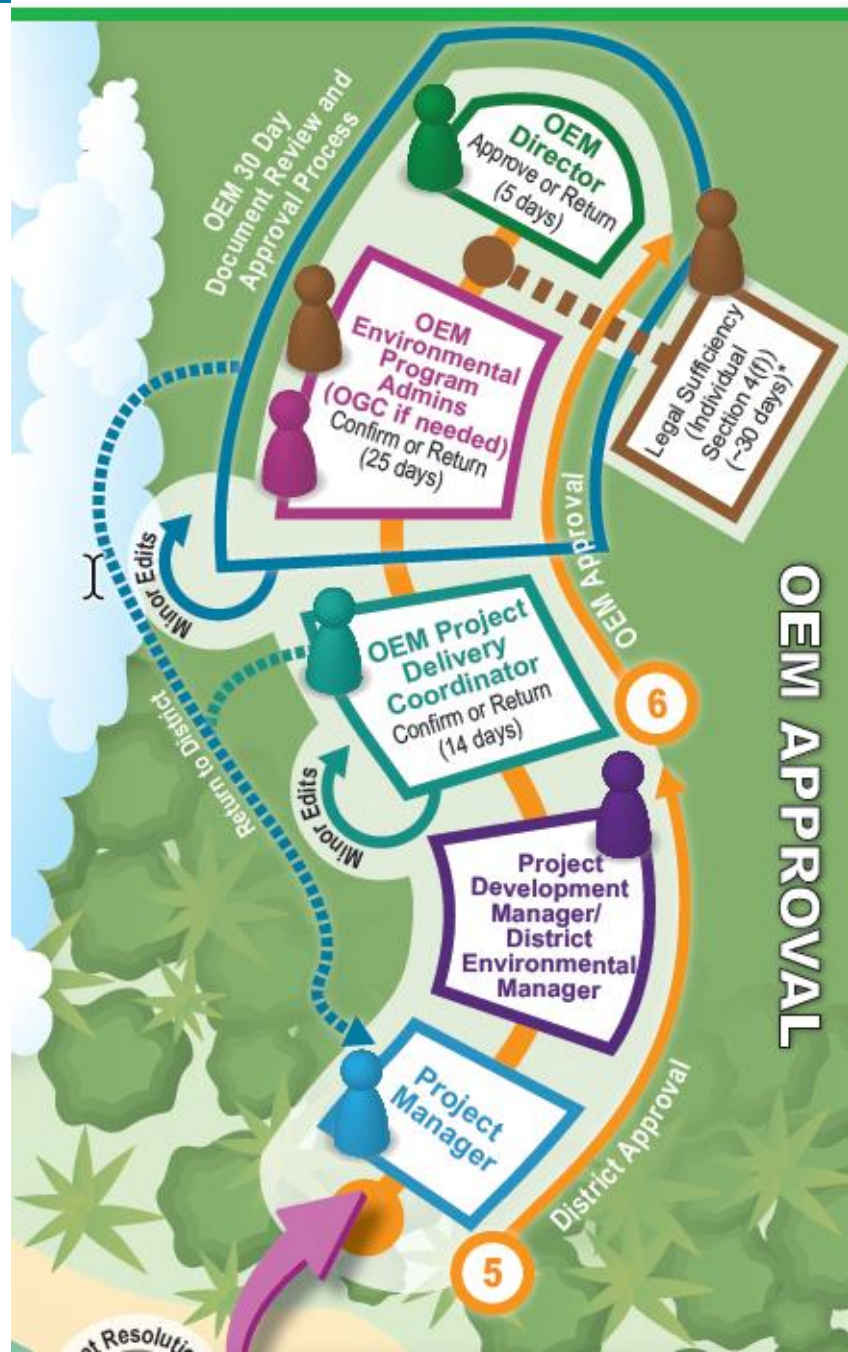 OEM 30 Day
Document Review and
Approval Process
OEM
Director
Approve or Return
(5 days)
OEM
Environmental
Program
Admins
(OGC if needed)
Confirm or Return
(25 days)
Legal Sufficiency
(Individual
Section 4(f))
(~30 days)*
Minor Edits
OEM Approval
OEM Project
Delivery
Coordinator
Confirm or Return
(14 days)
6
OEM APPROVAL
Return to District
Minor Edits
Project
Development
Manager/
District
Environmental
Manager
Project
Manager
District Approval
5